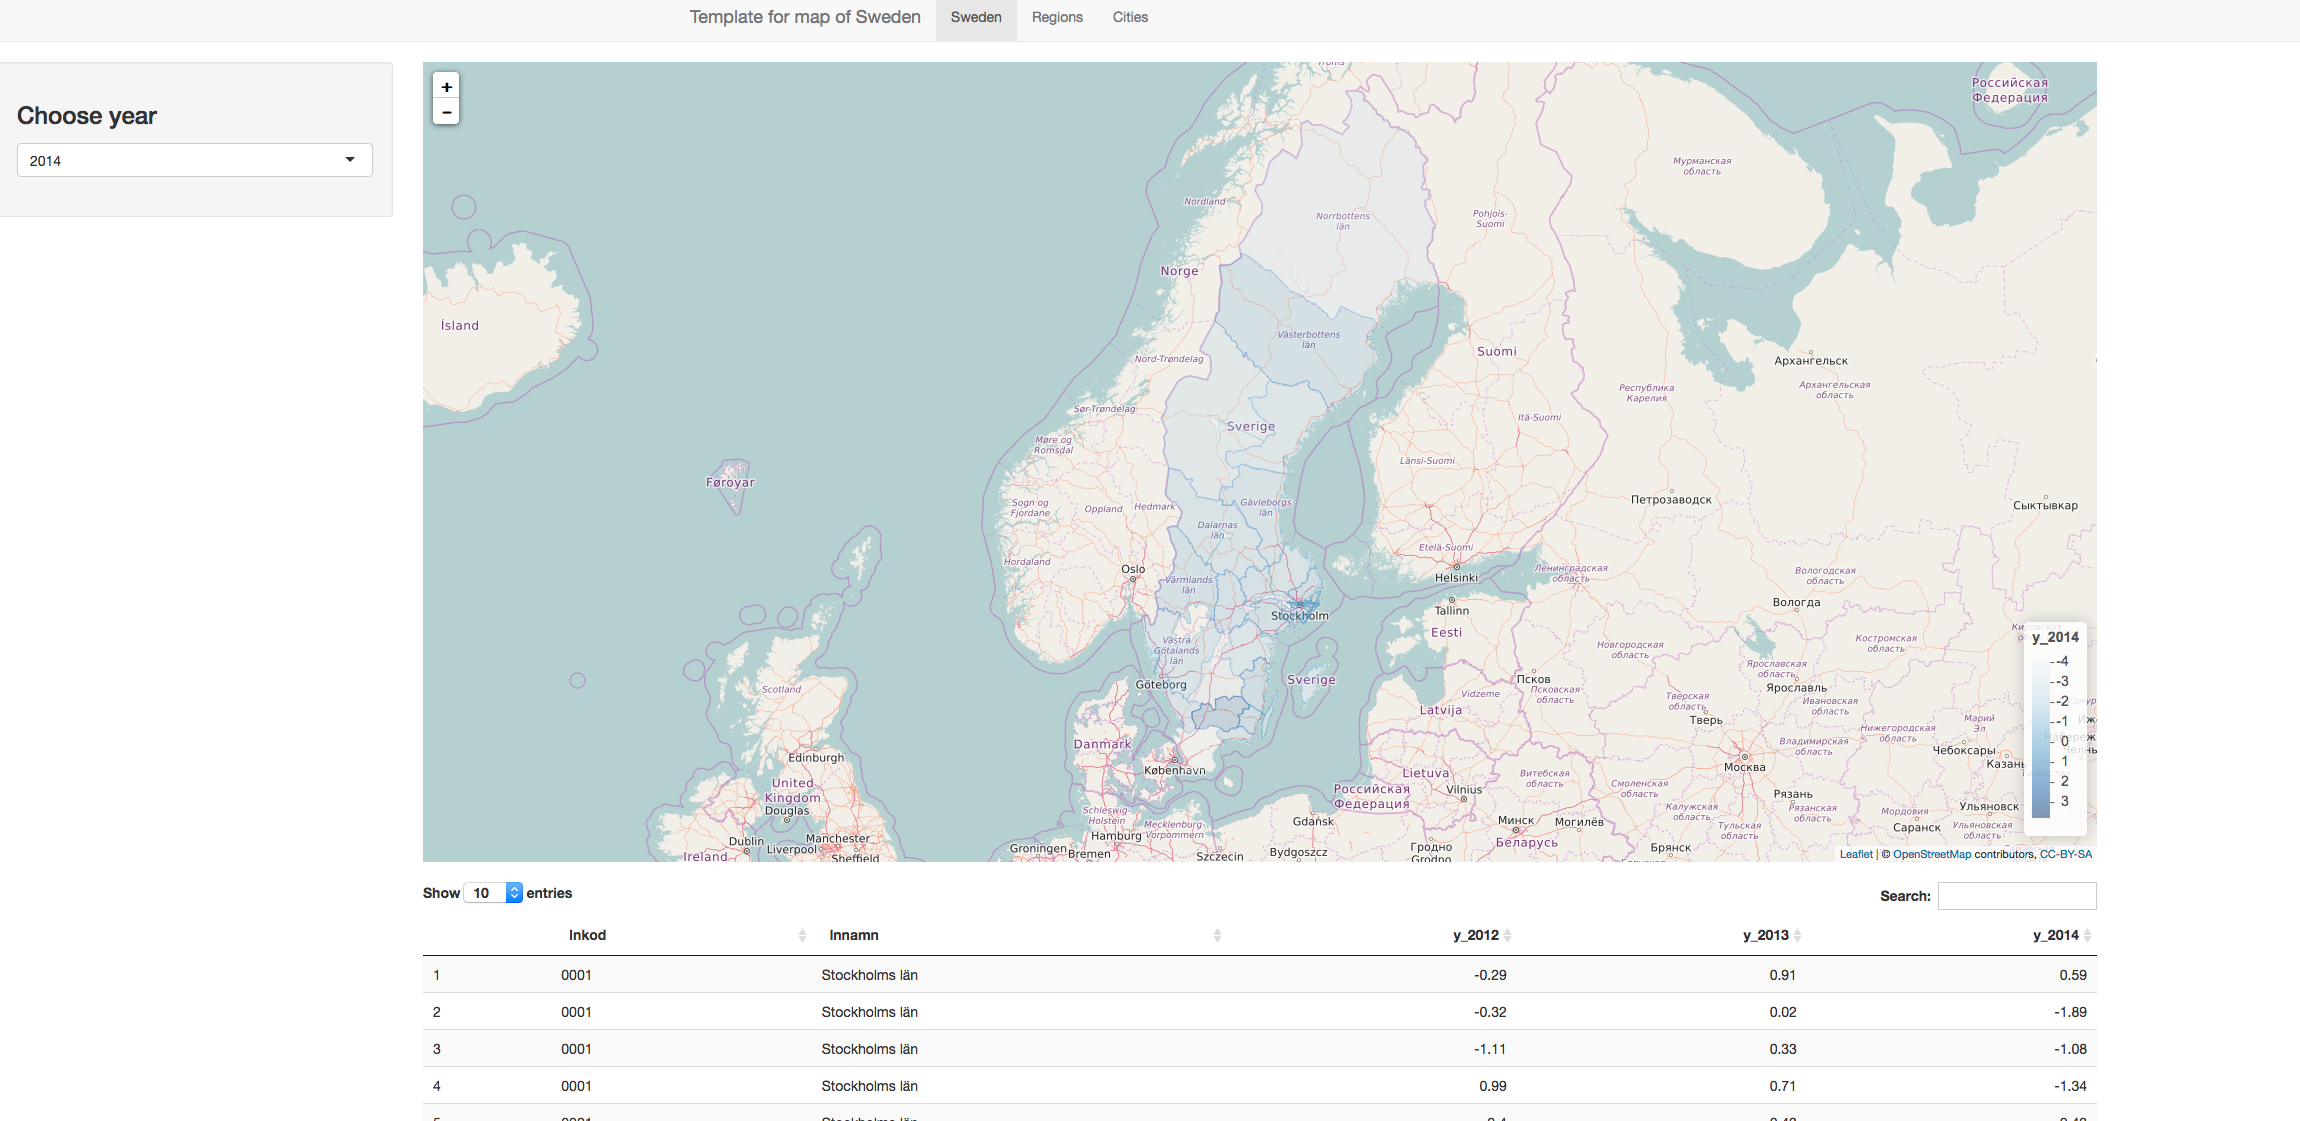 Template for map of Sweden
Sweden
Regions
Cities
Choose year
2014
+
−
Troms
Российская
Федерация
Мурманская
область
Nordland
Norrbottens
län
Pohjois-
Suomi
Norge
Ísland
Västerbottens
län
Suomi
Nord-Trøndelag
Архангельск
Архангельская
область
Республика
Карелия
Sør-Trøndelag
Itä-Suomi
Sverige
Møre og
Romsdal
Länsi-Suomi
Føroyar
Петрозаводск
Сыктывкар
Sogn og
Fjordane
Oppland
Hedmark
Gävleborgs
län
Dalarnas
län
Etelä-Suomi
Hordaland
Oslo
Helsinki
Ленинградская
область
Вологодская
область
Värmlands
län
Stockholm
Tallinn
Вологда
Eesti
Västra
Götalands
län
Новгородская
область
Костромская
область
Ярославская
область
Göteborg
Sverige
Псков
Псковская
область
Ярославль
Scotland
Vidzeme
Тверская
область
Ивановская
область
Latvija
Тверь
Марий
Эл
Нижегородская
область
Danmark
Владимирская
область
Чебоксары
Edinburgh
København
Казань
Москва
United
Kingdom
Lietuva
Витебская
область
Смоленская
область
Российская
Федерация
Vilnius
Рязань
Douglas
Schleswig-
Holstein
Mecklenburg-
Vorpommern
Калужская
область
Рязанская
область
Мордовия
Ульяновск
Gdańsk
Минск
Могилёв
Тульская
область
Саранск
Ульяновская
область
Dublin
Manchester
Liverpool
Sheffield
Hamburg
Беларусь
Ireland
Groningen
Bremen
Szczecin
Bydgoszcz
Гродно
Grodno
Брянск
y_2014
-4
-3
-2
-1
0
1
2
3
Leaflet | © OpenStreetMap contributors, CC-BY-SA
Show 10 entries
Search:
lnkod lnnamn y_2012 y_2013 y_2014
1 0001 Stockholms län -0.29 0.91 0.59
2 0001 Stockholms län -0.32 0.02 -1.89
3 0001 Stockholms län -1.11 0.33 -1.08
4 0001 Stockholms län 0.99 0.71 -1.34